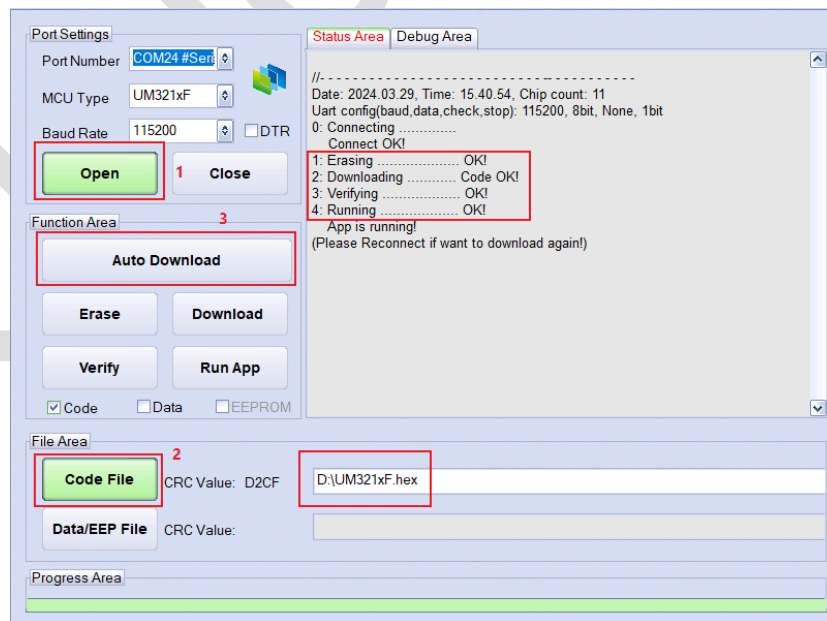 Port Settings
Port Number COM24 #Seri
MCU Type UM321xF
Baud Rate 115200 DTR
Open 1 Close
Function Area 3
Auto Download
Erase Download
Verify Run App
Code Data EEPROM
Status Area Debug Area
//- - - - - - - - - - - - - - - - - - - - - - - - - - -- - - - - - - - - - -
Date: 2024.03.29, Time: 15.40.54, Chip count: 11
Uart config(baud,data,check,stop): 115200, 8bit, None, 1bit
0: Connecting ..............
Connect OK!
1: Erasing ................... OK!
2: Downloading ............ Code OK!
3: Verifying .................. OK!
4: Running .................... OK!
App is running!
(Please Reconnect if want to download again!)
File Area
2
Code File CRC Value: D2CF D:\UM321xF.hex
Data/EEP File CRC Value:
Progress Area